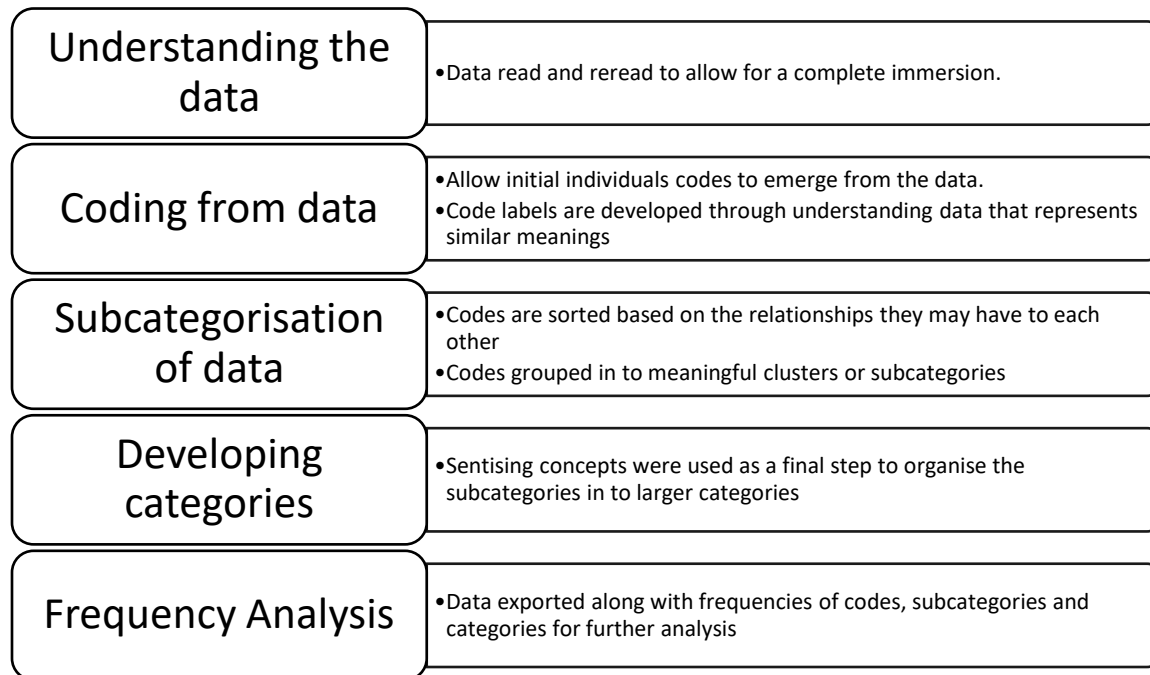 Understanding the
data
•Data read and reread to allow for a complete immersion.
Coding from data
•Allow initial individuals codes to emerge from the data.
•Code labels are developed through understanding data that represents
similar meanings
Subcategorisation
of data
•Codes are sorted based on the relationships they may have to each
other
•Codes grouped in to meaningful clusters or subcategories
Developing
categories
•Sentising concepts were used as a final step to organise the
subcategories in to larger categories
Frequency Analysis
•Data exported along with frequencies of codes, subcategories and
categories for further analysis